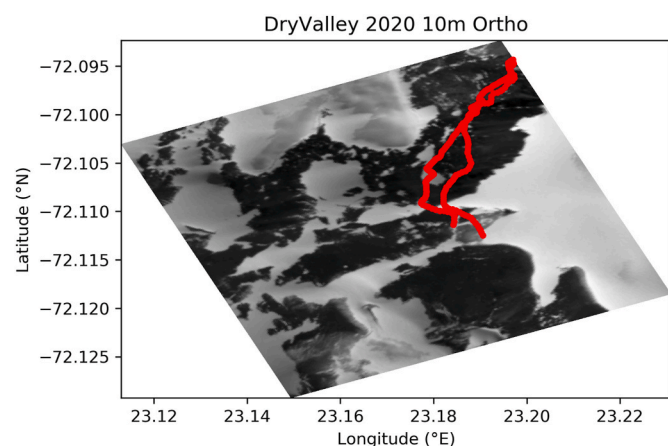 DryValley 2020 10m Ortho
Latitude (°N)
−72.095
−72.100
−72.105
−72.110
−72.115
−72.120
−72.125
23.12 23.14 23.16 23.18 23.20 23.22
Longitude (°E)